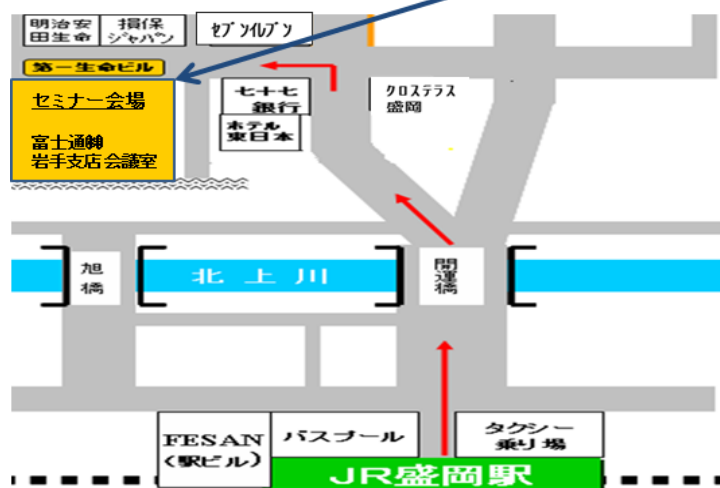 明治安
田生命
損保
ジャパン
ｾﾌﾞﾝｲﾚﾌﾞﾝ
第一生命ビル
セミナー会場
富士通㈱
岩手支店会議室
七十七
銀行
ホテル
東日本
ｸﾛｽﾃﾗｽ
盛岡
旭
橋
北上川
開
運
橋
FESAN
(駅ビル)
バスプール
タクシー
乗り場
JR盛岡駅